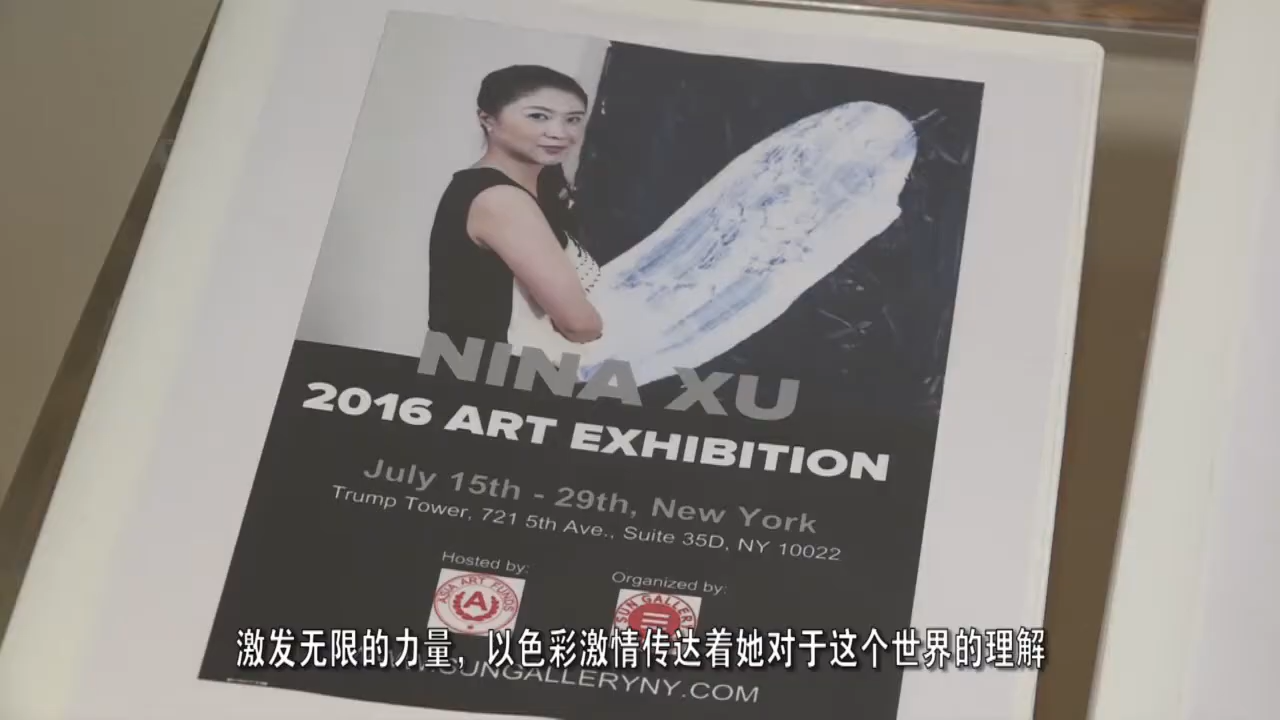 NINA XU
2016 ART EXHIBITION
July 15th - 29th, New York
Trump Tower, 721 5th Ave., Suite 35D, NY 10022
Hosted by:
Organized by:
ASIA ART FUNDS
A
SUN GALLERY
激发无限的力量，以色彩激情传达着她对于这个世界的理解
SUNGALLERYNY.COM